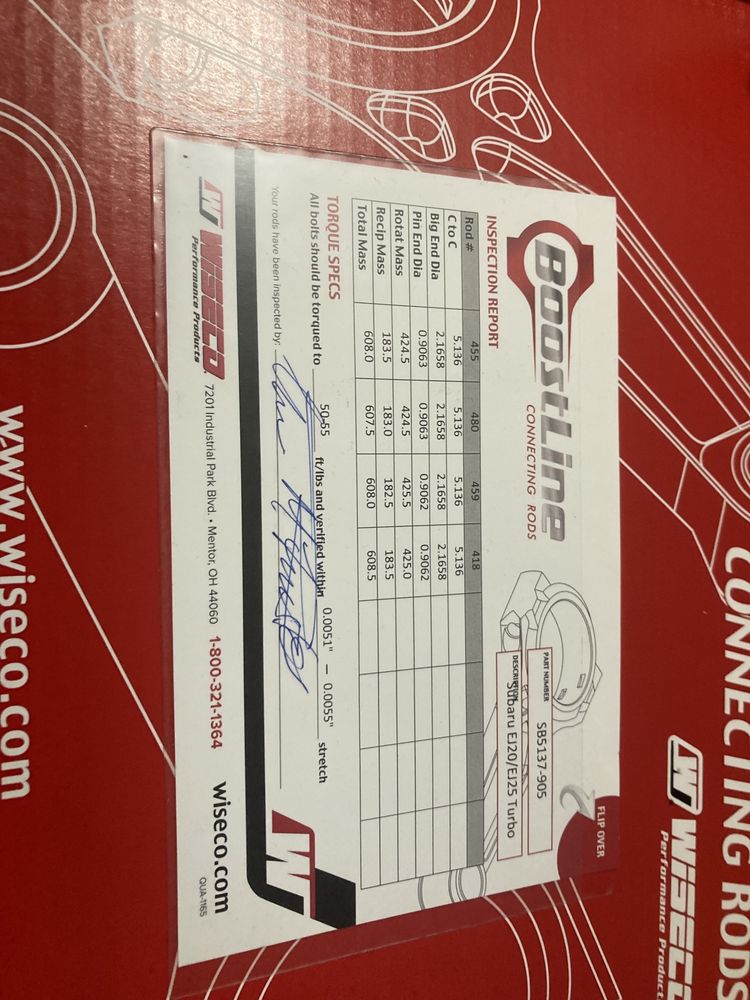 CONNECTING RODS
WISECO
Performance Products
BoostLine
CONNECTING RODS
FLIP OVER
PART NUMBER SB5137-905
DESCRIPTION Subaru EJ20/EJ25 Turbo
INSPECTION REPORT
Rod # 455 480 459 418
C to C 5.136 5.136 5.136 5.136
Big End Dia 2.1658 2.1658 2.1658 2.1658
Pin End Dia 0.9063 0.9063 0.9062 0.9062
Rotat Mass 424.5 424.5 425.5 425.0
Recip Mass 183.5 183.0 182.5 183.5
Total Mass 608.0 607.5 608.0 608.5
TORQUE SPECS
All bolts should be torqued to 50-55 ft/lbs and verified within 0.0051" — 0.0055" stretch
Your rods have been inspected by:
WISECO
Performance Products
7201 Industrial Park Blvd. • Mentor, OH 44060 1-800-321-1364 wiseco.com
QUA-1165
www.wiseco.com